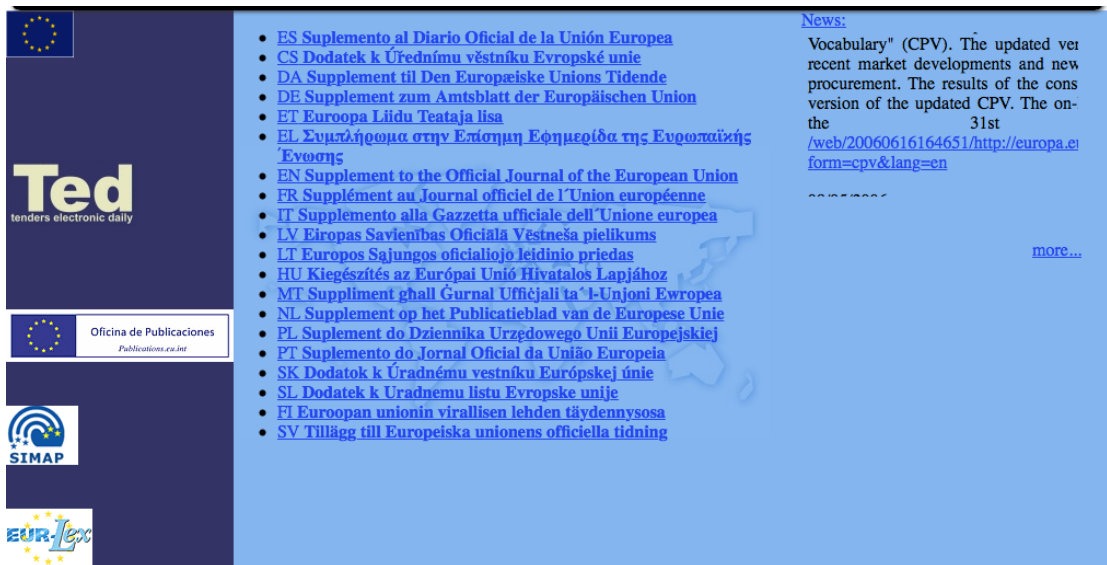 Ted
tenders electronic daily
Oficina de Publicaciones
Publications.eu.int
SIMAP
EUR-Lex
ES Suplemento al Diario Oficial de la Unión Europea
CS Dodatek k Úřednímu věstníku Evropské unie
DA Supplement til Den Europæiske Unions Tidende
DE Supplement zum Amtsblatt der Europäischen Union
ET Euroopa Liidu Teataja lisa
EL Συμπλήρωμα στην Επίσημη Εφημερίδα της Ευρωπαϊκής
Ένωσης
EN Supplement to the Official Journal of the European Union
FR Supplément au Journal officiel de l´Union européenne
IT Supplemento alla Gazzetta ufficiale dell´Unione europea
LV Eiropas Savienības Oficiālā Vēstneša pielikums
LT Europos Sąjungos oficialiojo leidinio priedas
HU Kiegészítés az Európai Unió Hivatalos Lapjához
MT Suppliment għall Ġurnal Uffiċjali ta´ l-Unjoni Ewropea
NL Supplement op het Publicatieblad van de Europese Unie
PL Suplement do Dziennika Urzędowego Unii Europejskiej
PT Suplemento do Jornal Oficial da União Europeia
SK Dodatok k Úradnému vestníku Európskej únie
SL Dodatek k Uradnemu listu Evropske unije
FI Euroopan unionin virallisen lehden täydennysosa
SV Tillägg till Europeiska unionens officiella tidning
News:
Vocabulary" (CPV). The updated ver
recent market developments and new
procurement. The results of the cons
version of the updated CPV. The on-
the 31st
/web/20060616164651/http://europa.eu
form=cpv&lang=en
more...